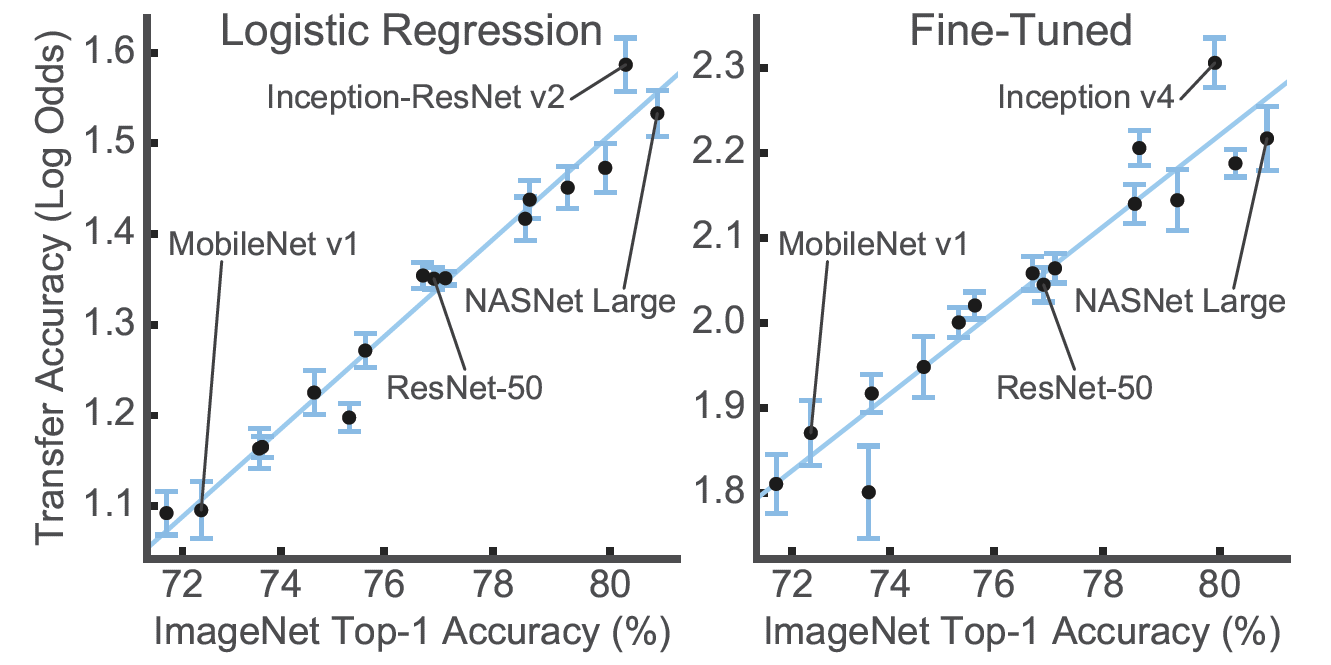 Logistic Regression
Transfer Accuracy (Log Odds)
1.6
1.5
1.4
1.3
1.2
1.1
Inception-ResNet v2
MobileNet v1
NASNet Large
ResNet-50
72 74 76 78 80
ImageNet Top-1 Accuracy (%)
Fine-Tuned
2.3
2.2
2.1
2.0
1.9
1.8
Inception v4
MobileNet v1
NASNet Large
ResNet-50
72 74 76 78 80
ImageNet Top-1 Accuracy (%)